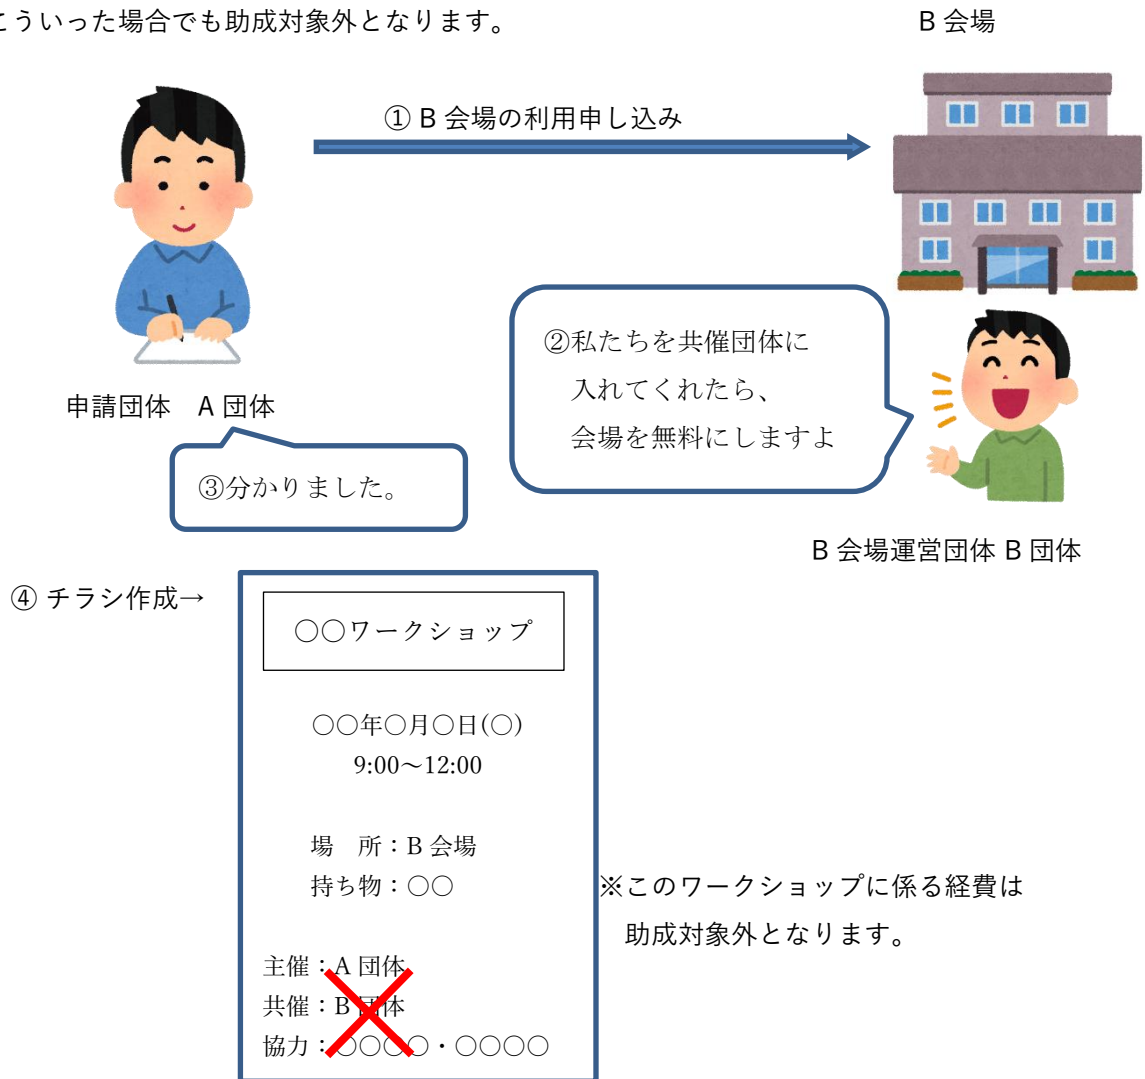 こういった場合でも助成対象外となります。
B 会場
① B 会場の利用申し込み
②私たちを共催団体に
入れてくれたら、
会場を無料にしますよ
申請団体　A 団体
③分かりました。
B 会場運営団体 B 団体
④ チラシ作成→
○○ワークショップ
○○年○月○日(○)
9:00～12:00
場　所：B 会場
持ち物：○○
※このワークショップに係る経費は
助成対象外となります。
主催：A 団体
共催：B 団体
協力：○○○○・○○○○